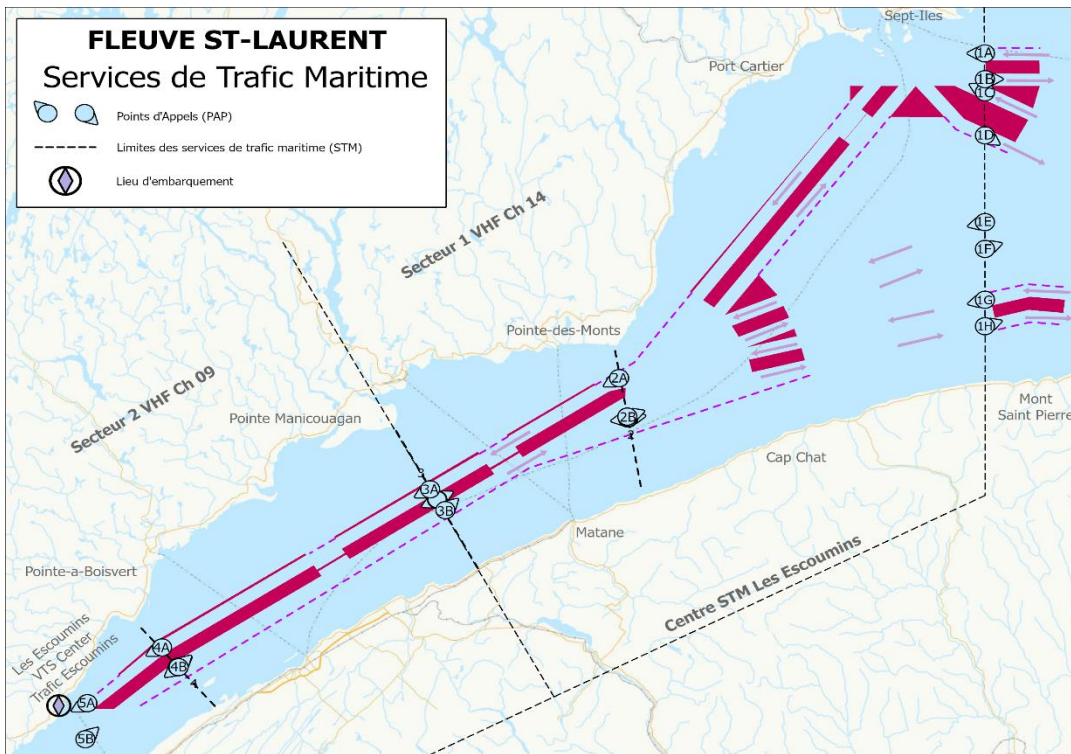 FLEUVE ST-LAURENT
Services de Trafic Maritime
Points d'Appels (PAP)
Limites des services de trafic maritime (STM)
Lieu d'embarquement
Sept-Iles
Port Cartier
1A
1B
1C
1D
Secteur 1 VHF Ch 14
1E
1F
1G
1H
Pointe-des-Monts
2A
2B
2
Mont
Saint Pierre
Secteur 2 VHF Ch 09
Pointe Manicouagan
Cap Chat
3
3A
3B
Matane
Pointe-a-Boisvert
Centre STM Les Escoumins
Les Escoumins
VTS Center
Trafic Escoumins
4A
4B
4
5A
5B